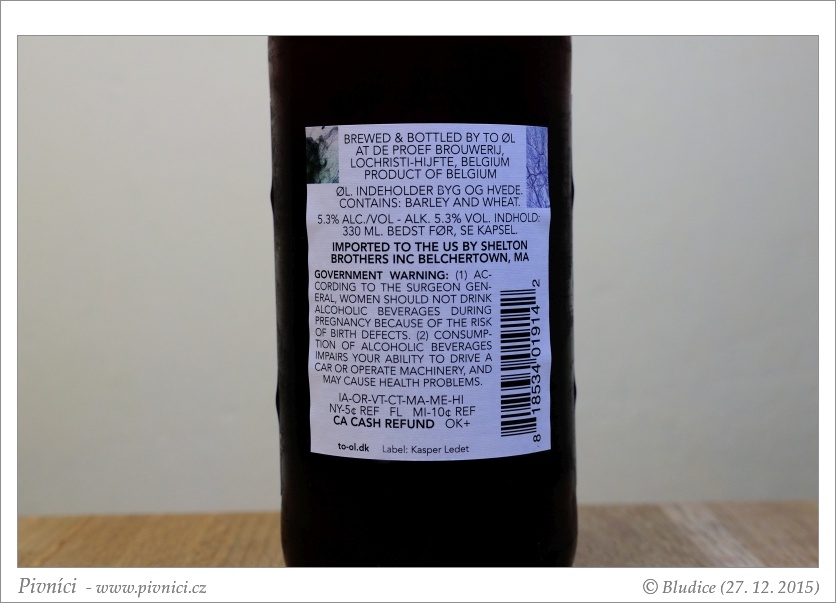 BREWED & BOTTLED BY TO ØL
AT DE PROEF BROUWERIJ,
LOCHRISTI-HIJFTE, BELGIUM
PRODUCT OF BELGIUM
ØL. INDEHOLDER BYG OG HVEDE.
CONTAINS: BARLEY AND WHEAT.
5.3% ALC./VOL - ALK. 5.3% VOL. INDHOLD:
330 ML. BEDST FØR, SE KAPSEL.
IMPORTED TO THE US BY SHELTON
BROTHERS INC BELCHERTOWN, MA
GOVERNMENT WARNING: (1) AC-
CORDING TO THE SURGEON GEN-
ERAL, WOMEN SHOULD NOT DRINK
ALCOHOLIC BEVERAGES DURING
PREGNANCY BECAUSE OF THE RISK
OF BIRTH DEFECTS. (2) CONSUMP-
TION OF ALCOHOLIC BEVERAGES
IMPAIRS YOUR ABILITY TO DRIVE A
CAR OR OPERATE MACHINERY, AND
MAY CAUSE HEALTH PROBLEMS.
8 18534 01914 2
IA-OR-VT-CT-MA-ME-HI
NY-5¢ REF FL MI-10¢ REF
CA CASH REFUND OK+
to-ol.dk Label: Kasper Ledet
Pivníci - www.pivnici.cz
© Bludice (27. 12. 2015)